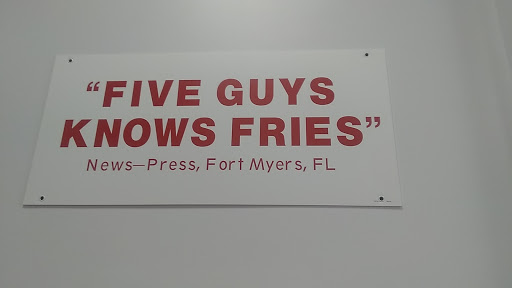 “FIVE GUYS
KNOWS FRIES”
News—Press, Fort Myers, FL